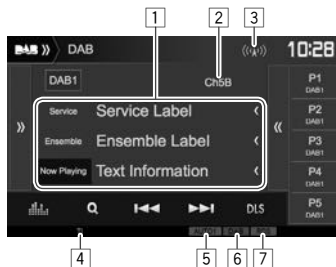 1
2
3
DAB
DAB
10:28
DAB1
Ch5B
P1
DAB1
Service
Service Label
P2
DAB1
Ensemble
Ensemble Label
P3
DAB1
Now Playing
Text Information
P4
DAB1
DLS
P5
DAB1
4
5
6
7